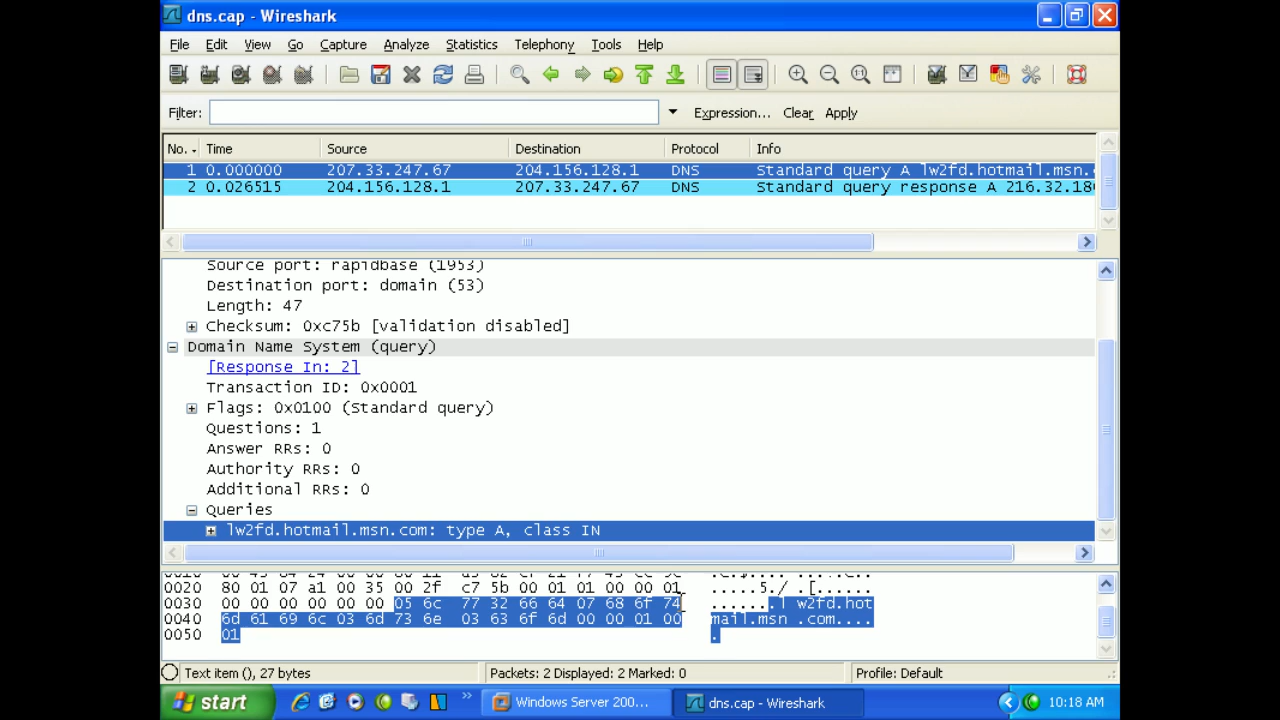 dns.cap - Wireshark
File Edit View Go Capture Analyze Statistics Telephony Tools Help
Filter: Expression... Clear Apply
No. Time Source Destination Protocol Info
1 0.000000 207.33.247.67 204.156.128.1 DNS Standard query A lw2fd.hotmail.msn.
2 0.026515 204.156.128.1 207.33.247.67 DNS Standard query response A 216.32.18
Source port: rapidbase (1953)
Destination port: domain (53)
Length: 47
Checksum: 0xc75b [validation disabled]
Domain Name System (query)
[Response In: 2]
Transaction ID: 0x0001
Flags: 0x0100 (Standard query)
Questions: 1
Answer RRs: 0
Authority RRs: 0
Additional RRs: 0
Queries
lw2fd.hotmail.msn.com: type A, class IN
0020 80 01 07 a1 00 35 00 2f c7 5b 00 01 01 00 00 01 .....5./ .[......
0030 00 00 00 00 00 00 05 6c 77 32 66 64 07 68 6f 74 .......l w2fd.hot
0040 6d 61 69 6c 03 6d 73 6e 03 63 6f 6d 00 00 01 00 mail.msn .com....
0050 01 .
Text item (), 27 bytes Packets: 2 Displayed: 2 Marked: 0 Profile: Default
start Windows Server 200... dns.cap - Wireshark 10:18 AM